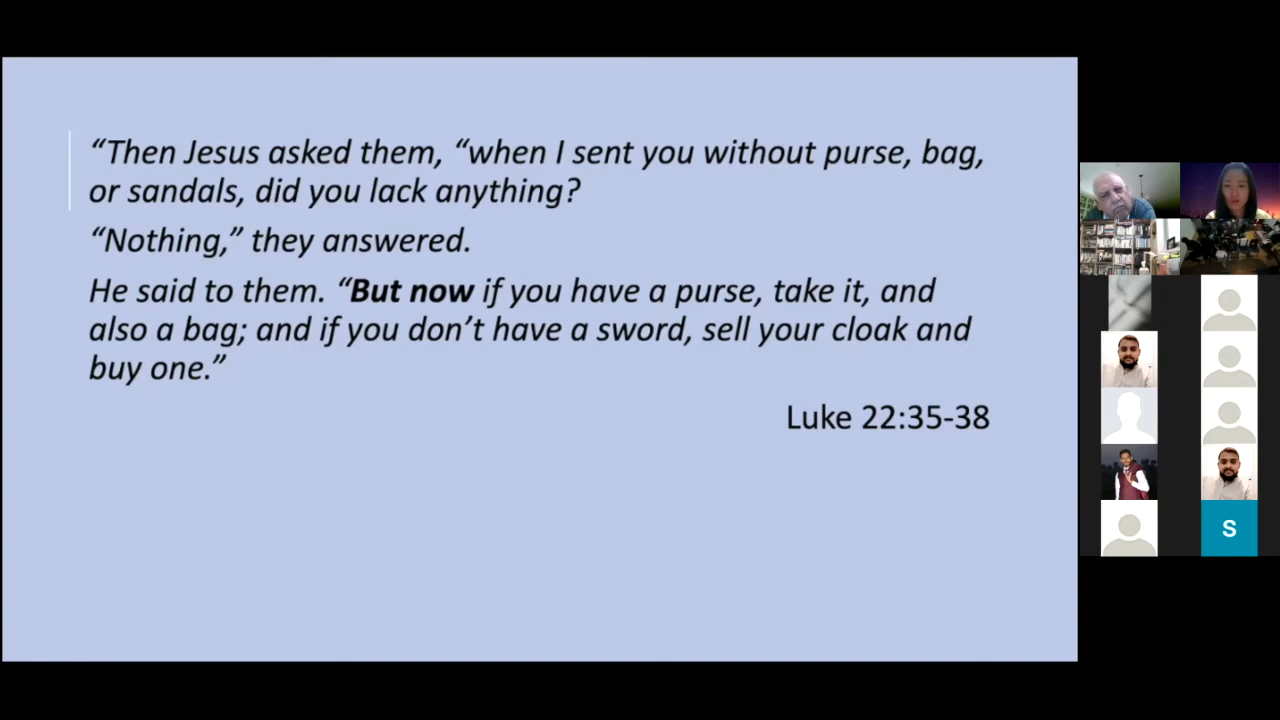 “Then Jesus asked them, “when I sent you without purse, bag,
or sandals, did you lack anything?
“Nothing,” they answered.
He said to them. “But now if you have a purse, take it, and
also a bag; and if you don’t have a sword, sell your cloak and
buy one.”
Luke 22:35-38
S